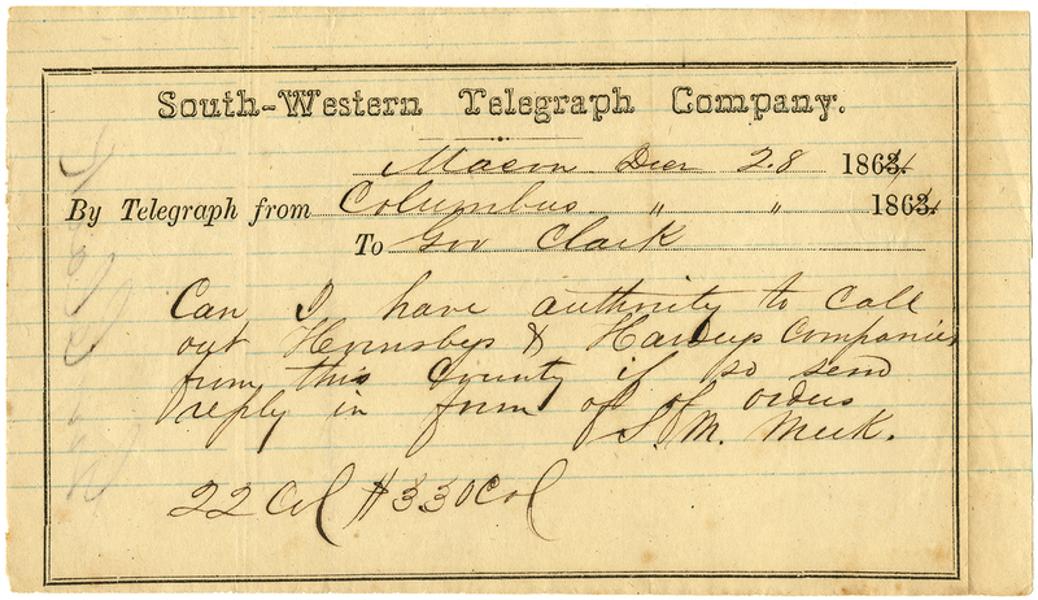 South-Western Telegraph Company.
Macon Decr 28 1864.
By Telegraph from Columbus " " 1864.
To Gov Clark
Can I have authority to call
out Hornsbys & Companies
from this County if so send
reply in form of of orders
S. M. Meek.
22 Col $330 Col